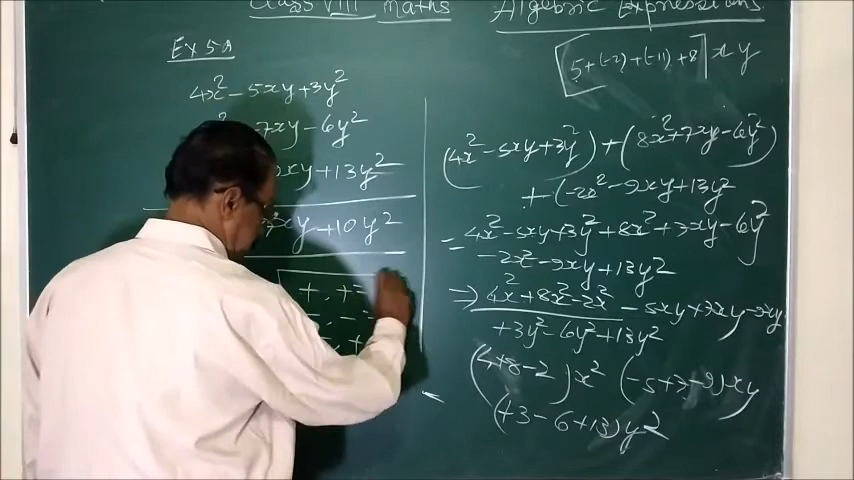 Class VIII Maths Algebric Expressions
Ex 5a
4x² - 5xy + 3y²
7xy - 6y²
xy + 13y²
xy + 10y²
+, + =
-, -
, +
[5 + (-2) + (-11) + 8] xy
(4x² - 5xy + 3y²) + (8x² + 7xy - 6y²)
+ (-2x² - 9xy + 13y²
= 4x² - 5xy + 3y² + 8x² + 7xy - 6y²
- 2x² - 9xy + 13y²
⇒ 4x² + 8x² - 2x² - 5xy + 7xy - 9xy
+ 3y² - 6y² + 13y²
(4 + 8 - 2) x² (-5 + 7 - 9) xy
(+3 - 6 + 13) y²